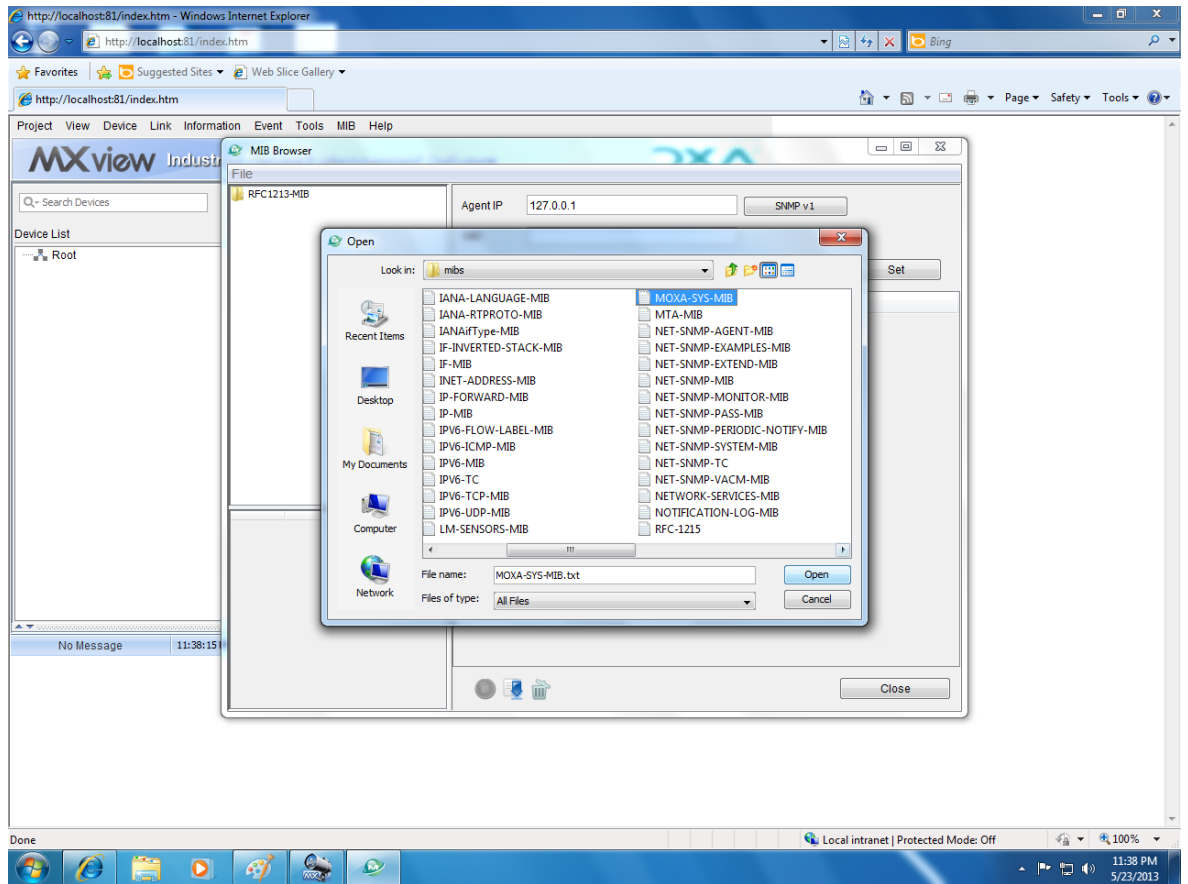 http://localhost:81/index.htm - Windows Internet Explorer
http://localhost:81/index.htm
Bing
Favorites
Suggested Sites
Web Slice Gallery
http://localhost:81/index.htm
Page
Safety
Tools
Project View Device Link Information Event Tools MIB Help
MXview Industr
MIB Browser
File
RFC1213-MIB
Search Devices
Agent IP
127.0.0.1
SNMP v1
Device List
Root
Open
Set
Look in:
mibs
Recent Items
Desktop
My Documents
Computer
Network
IANA-LANGUAGE-MIB
IANA-RTPROTO-MIB
IANAifType-MIB
IF-INVERTED-STACK-MIB
IF-MIB
INET-ADDRESS-MIB
IP-FORWARD-MIB
IP-MIB
IPV6-FLOW-LABEL-MIB
IPV6-ICMP-MIB
IPV6-MIB
IPV6-TC
IPV6-TCP-MIB
IPV6-UDP-MIB
LM-SENSORS-MIB
MOXA-SYS-MIB
MTA-MIB
NET-SNMP-AGENT-MIB
NET-SNMP-EXAMPLES-MIB
NET-SNMP-EXTEND-MIB
NET-SNMP-MIB
NET-SNMP-MONITOR-MIB
NET-SNMP-PASS-MIB
NET-SNMP-PERIODIC-NOTIFY-MIB
NET-SNMP-SYSTEM-MIB
NET-SNMP-TC
NET-SNMP-VACM-MIB
NETWORK-SERVICES-MIB
NOTIFICATION-LOG-MIB
RFC-1215
File name:
MOXA-SYS-MIB.txt
Open
Files of type:
All Files
Cancel
No Message
11:38:15
Close
Done
Local intranet | Protected Mode: Off
100%
11:38 PM
5/23/2013